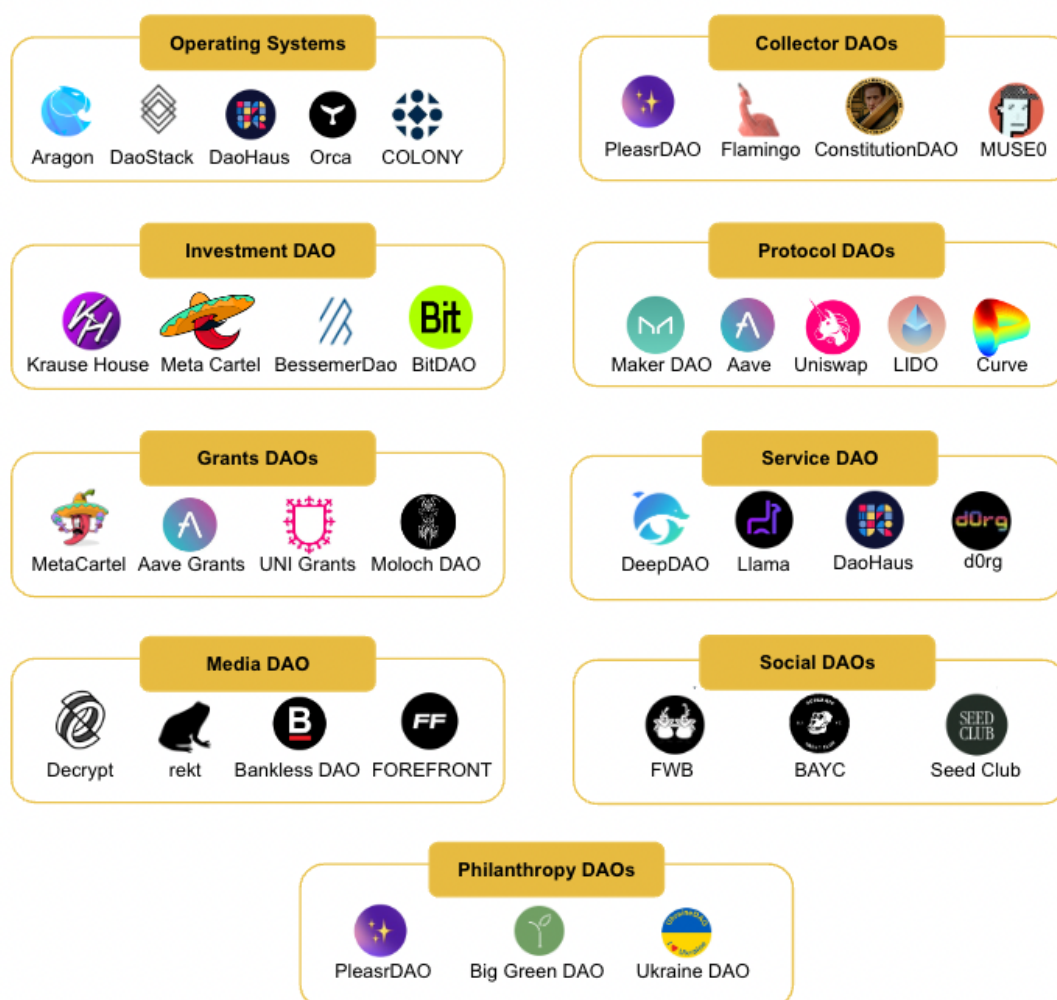 Operating Systems
Aragon DaoStack DaoHaus Orca COLONY
Collector DAOs
PleasrDAO Flamingo ConstitutionDAO MUSE0
Investment DAO
KH
Bit
Krause House Meta Cartel BessemerDao BitDAO
Protocol DAOs
Maker DAO Aave Uniswap LIDO Curve
Grants DAOs
MetaCartel Aave Grants UNI Grants Moloch DAO
Service DAO
d0rg
DeepDAO Llama DaoHaus d0rg
Media DAO
B
FF
Decrypt rekt Bankless DAO FOREFRONT
Social DAOs
SEED
CLUB
FWB BAYC Seed Club
Philanthropy DAOs
UkraineDAO
I ❤ Ukraine
PleasrDAO Big Green DAO Ukraine DAO